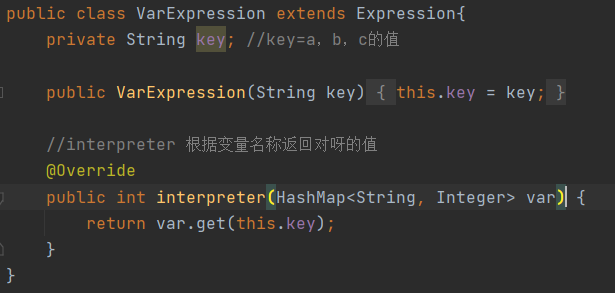 public class VarExpression extends Expression{
private String key; //key=a，b，c的值
public VarExpression(String key) { this.key = key; }
//interpreter 根据变量名称返回对呀的值
@Override
public int interpreter(HashMap<String, Integer> var) {
return var.get(this.key);
}
}